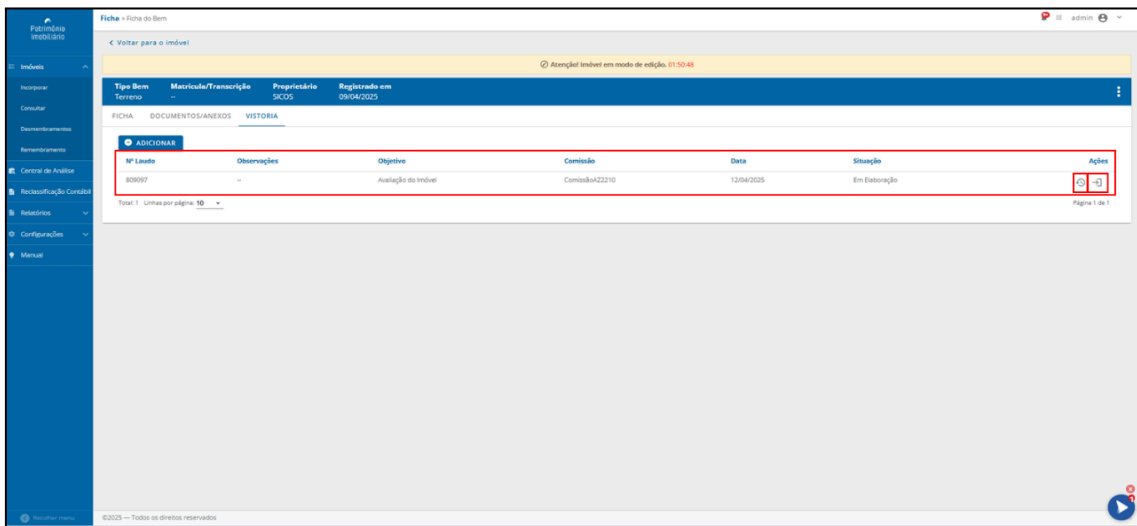 Patrimônio
Imobiliário
Imóveis
Incorporar
Consultar
Desmembramentos
Remembramento
Central de Análise
Reclassificação Contábil
Relatórios
Configurações
Manual
Recolher menu
Ficha > Ficha do Bem
admin
Voltar para o imóvel
Atenção! Imóvel em modo de edição. 01:50:48
Tipo Bem Matrícula/Transcrição Proprietário Registrado em
Terreno -- SICOS 09/04/2025
FICHA DOCUMENTOS/ANEXOS VISTORIA
ADICIONAR
Nº Laudo Observações Objetivo Comissão Data Situação Ações
809097 -- Avaliação do Imóvel ComissãoAZ2210 12/04/2025 Em Elaboração
Total: 1 Linhas por página: 10 Página 1 de 1
©2025 — Todos os direitos reservados